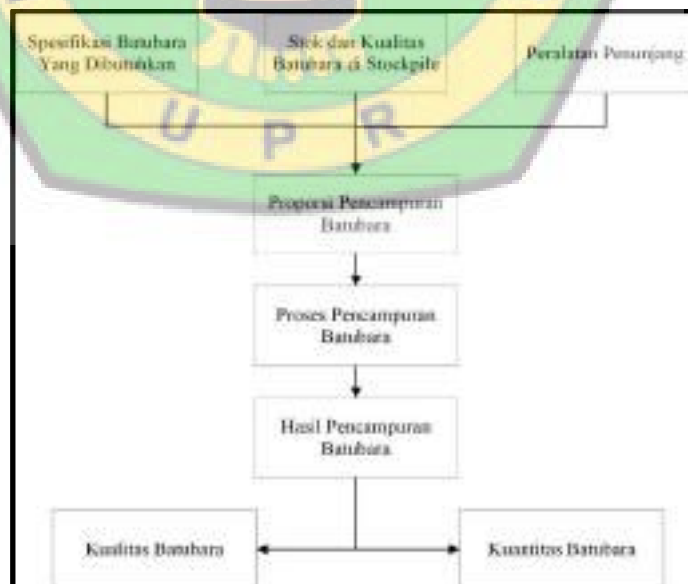 Spesifikasi Batubara
Yang Dibutuhkan
Stok dan Kualitas
Batubara di Stockpile
Peralatan Penunjang
U P R
Proporsi Pencampuran
Batubara
Proses Pencampuran
Batubara
Hasil Pencampuran
Batubara
Kualitas Batubara
Kuantitas Batubara